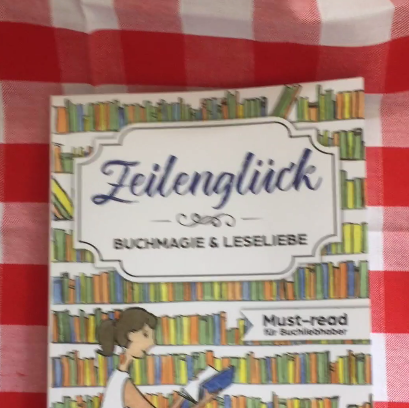 Zeilenglück
BUCHMAGIE & LESELIEBE
Must-read
für Buchliebhaber